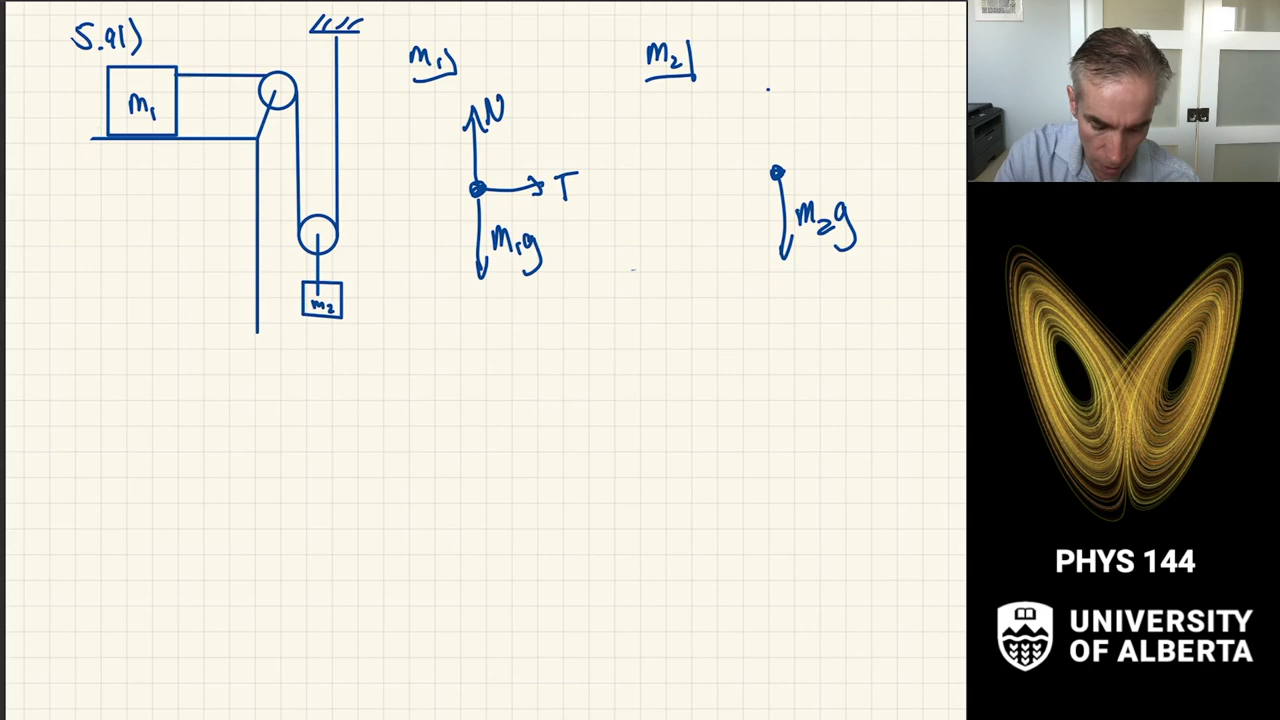 5.91)
m₁
m₂
m₁)
N
T
m₁g
m₂)
m₂g
PHYS 144
UNIVERSITY
OF ALBERTA